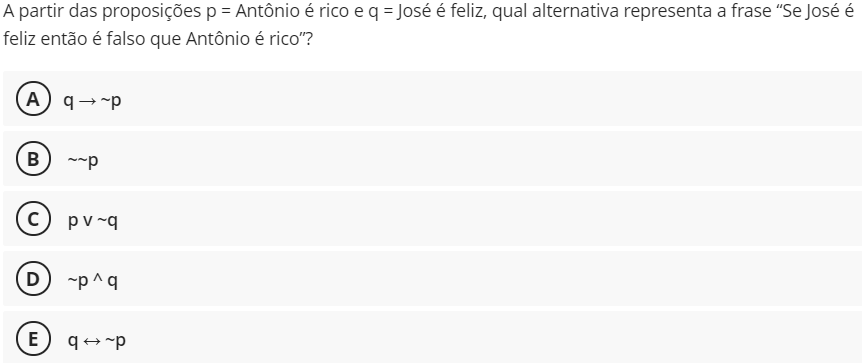 A partir das proposições p = Antônio é rico e q = José é feliz, qual alternativa representa a frase “Se José é
feliz então é falso que Antônio é rico”?
A q → ~p
B ~~p
C p v ~q
D ~p ^ q
E q ↔ ~p